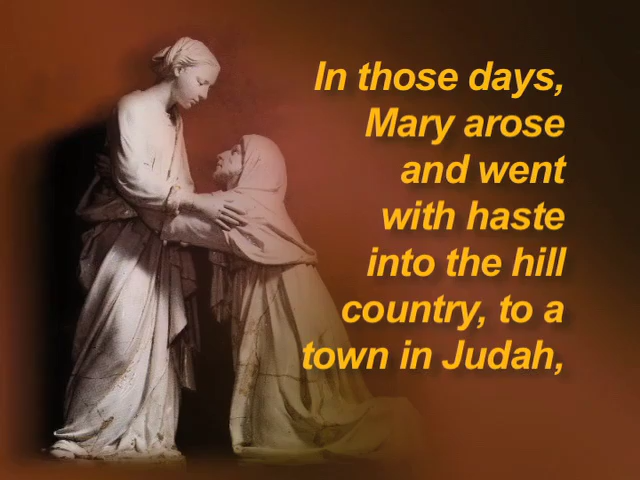 In those days,
Mary arose
and went
with haste
into the hill
country, to a
town in Judah,